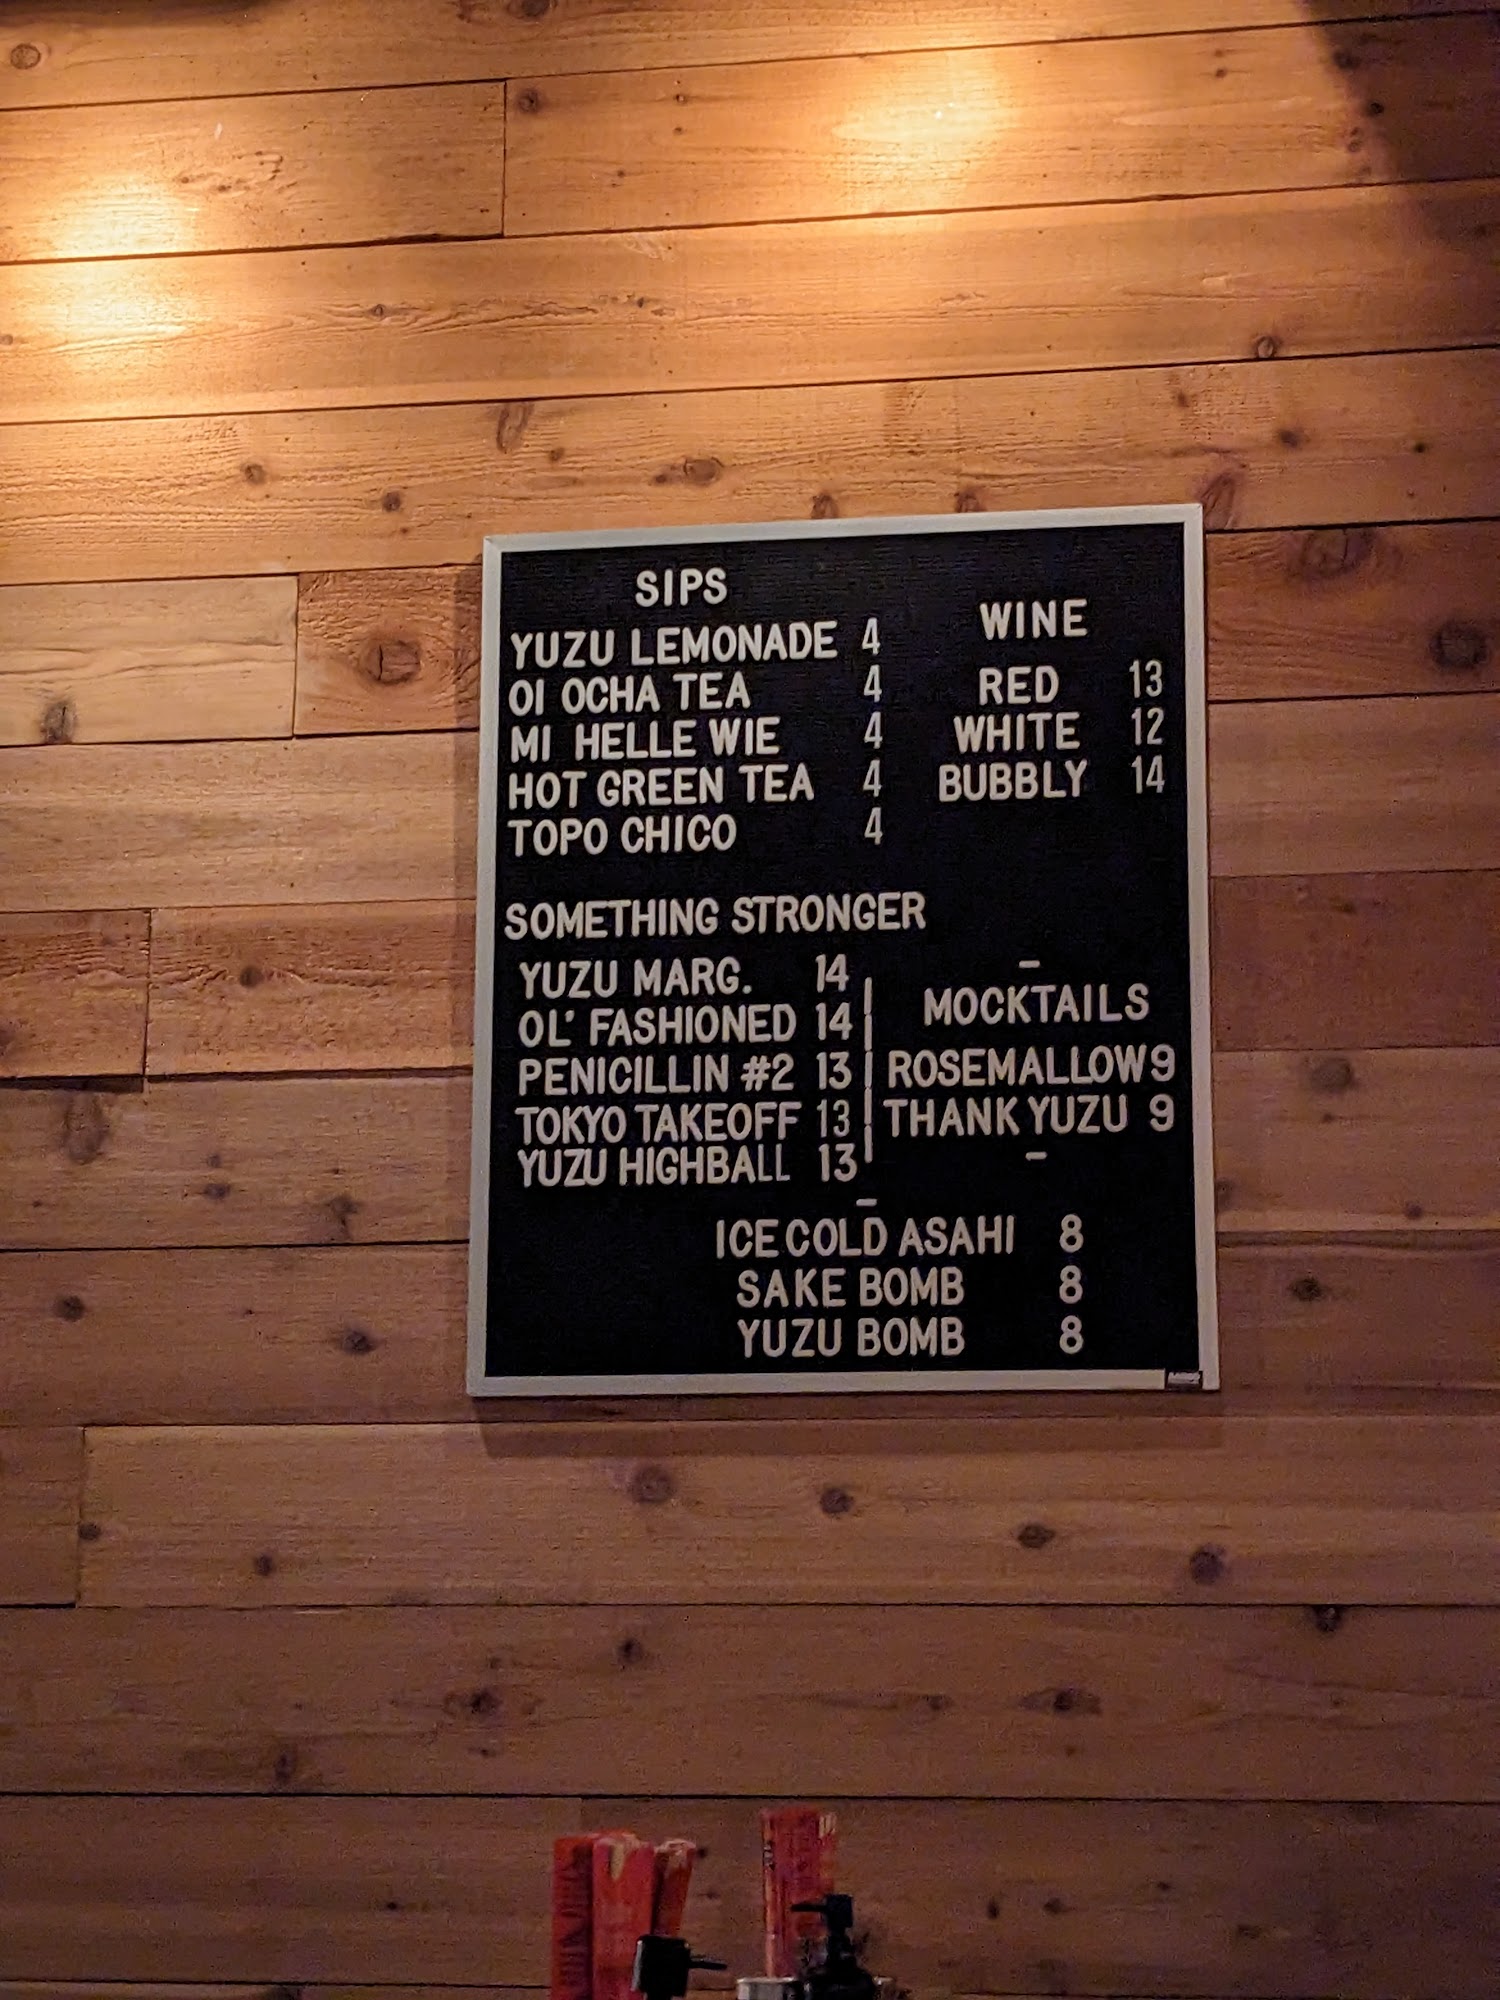 SIPS
YUZU LEMONADE 4
OI OCHA TEA 4
MI HELLE WIE 4
HOT GREEN TEA 4
TOPO CHICO 4
WINE
RED 13
WHITE 12
BUBBLY 14
SOMETHING STRONGER
YUZU MARG. 14
OL' FASHIONED 14
PENICILLIN #2 13
TOKYO TAKEOFF 13
YUZU HIGHBALL 13
MOCKTAILS
ROSEMALLOW 9
THANK YUZU 9
ICE COLD ASAHI 8
SAKE BOMB 8
YUZU BOMB 8